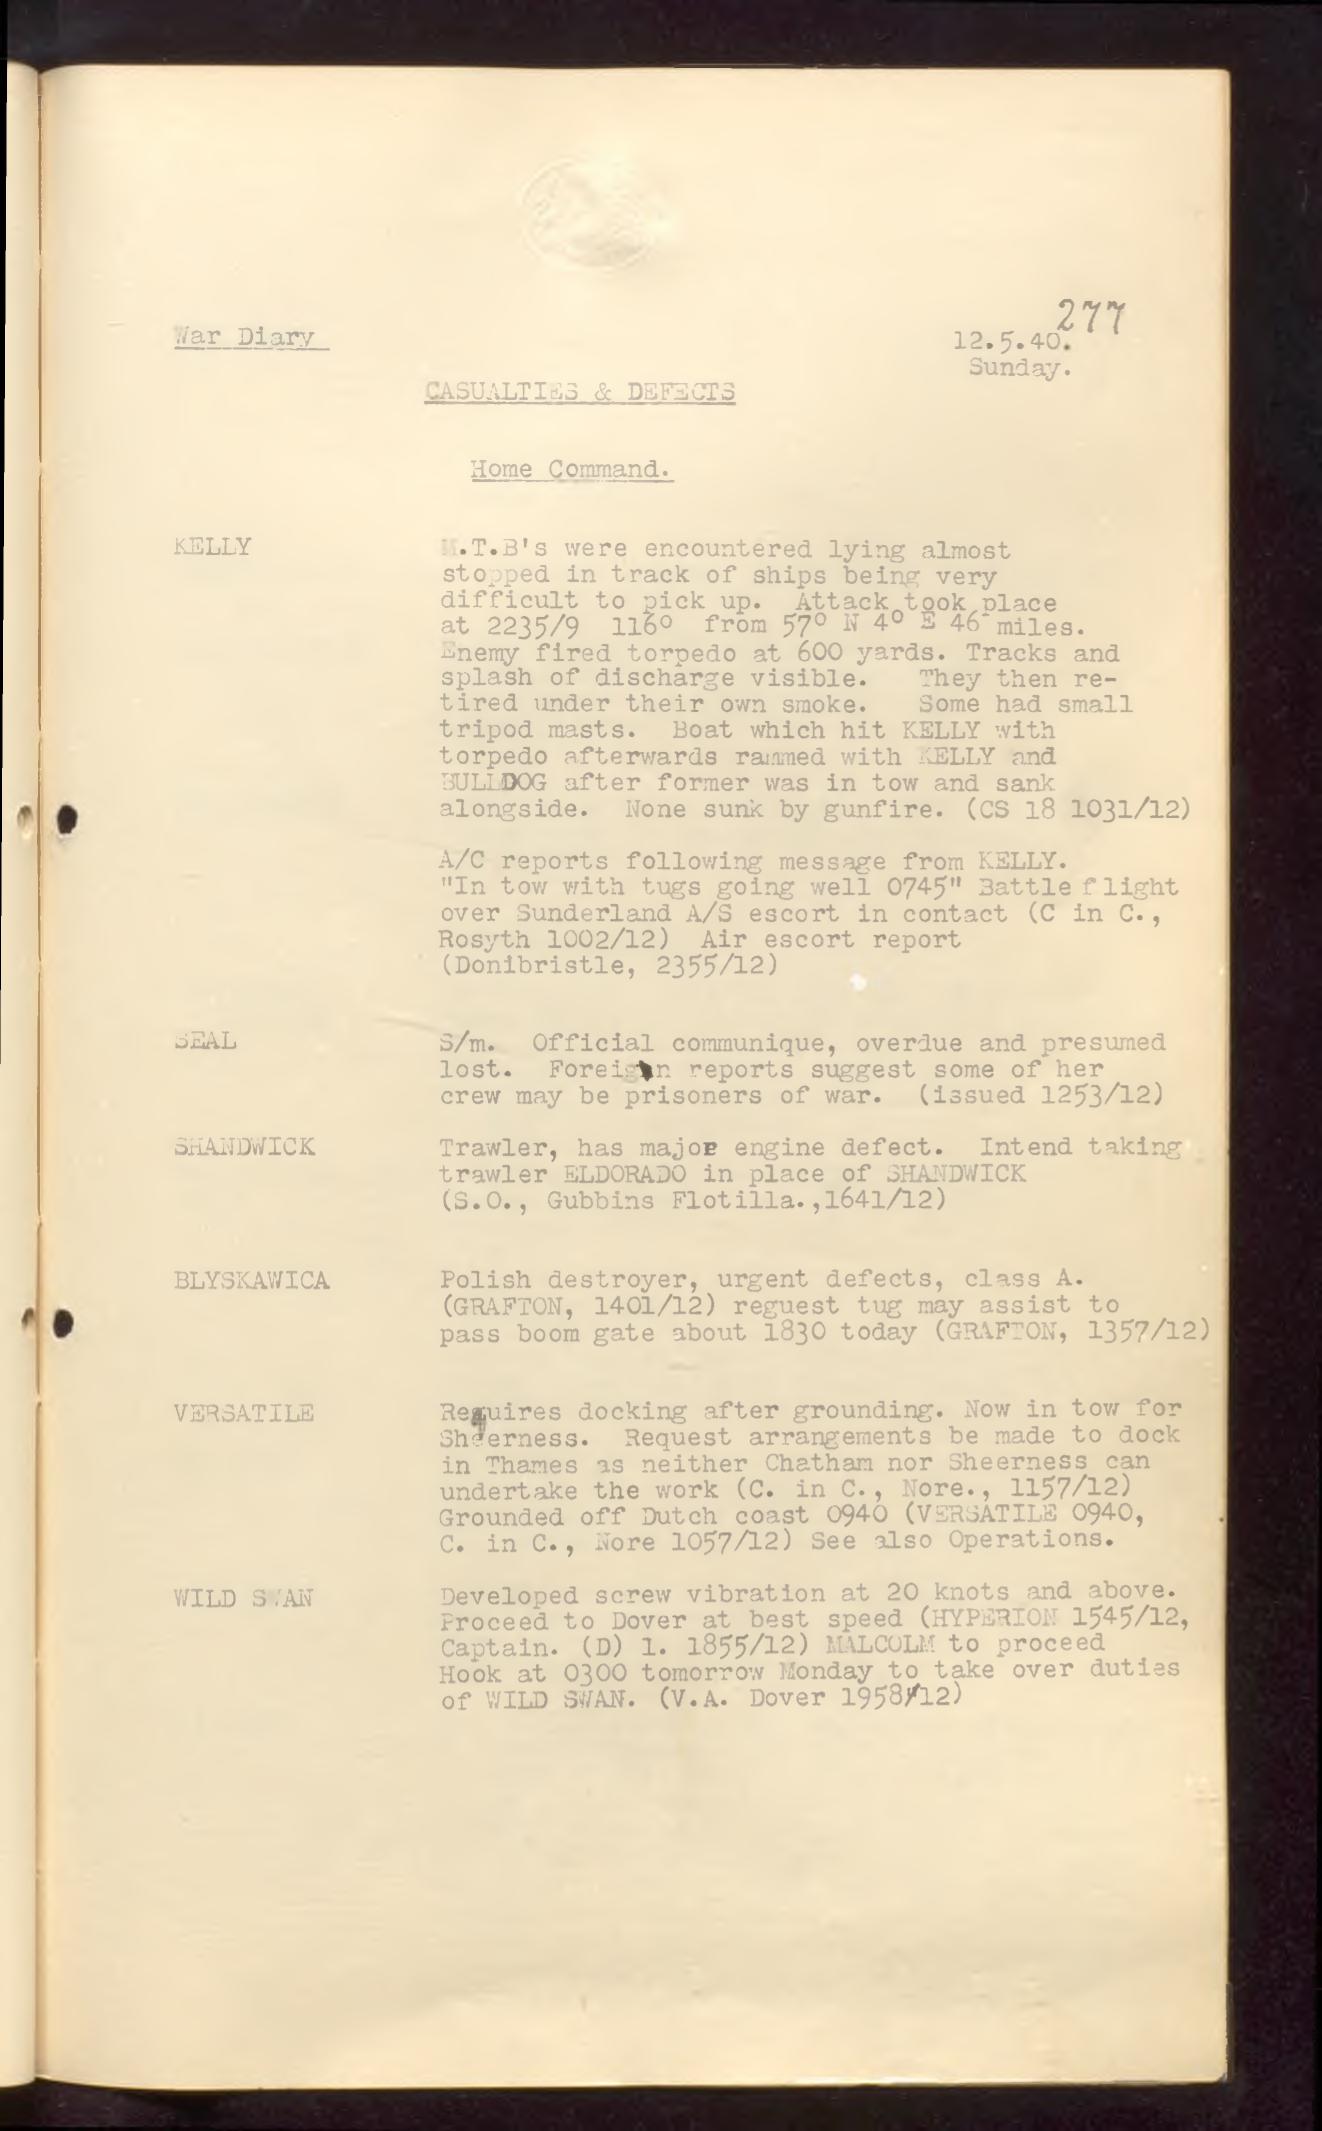 277
War Diary
12.5.40.
Sunday.
CASUALTIES & DEFECTS
Home Command.
KELLY
M.T.B's were encountered lying almost
stopped in track of ships being very
difficult to pick up. Attack took place
at 2235/9 116° from 57° N 4° E 46 miles.
Enemy fired torpedo at 600 yards. Tracks and
splash of discharge visible. They then re-
tired under their own smoke. Some had small
tripod masts. Boat which hit KELLY with
torpedo afterwards rammed with KELLY and
BULLDOG after former was in tow and sank
alongside. None sunk by gunfire. (CS 18 1031/12)
A/C reports following message from KELLY.
"In tow with tugs going well 0745" Battle flight
over Sunderland A/S escort in contact (C in C.,
Rosyth 1002/12) Air escort report
(Donibristle, 2355/12)
SEAL
S/m. Official communique, overdue and presumed
lost. Foreign reports suggest some of her
crew may be prisoners of war. (issued 1253/12)
SHANDWICK
Trawler, has major engine defect. Intend taking
trawler ELDORADO in place of SHANDWICK
(S.O., Gubbins Flotilla.,1641/12)
BLYSKAWICA
Polish destroyer, urgent defects, class A.
(GRAFTON, 1401/12) reguest tug may assist to
pass boom gate about 1830 today (GRAFTON, 1357/12)
VERSATILE
Requires docking after grounding. Now in tow for
Sheerness. Request arrangements be made to dock
in Thames as neither Chatham nor Sheerness can
undertake the work (C. in C., Nore., 1157/12)
Grounded off Dutch coast 0940 (VERSATILE 0940,
C. in C., Nore 1057/12) See also Operations.
WILD SWAN
Developed screw vibration at 20 knots and above.
Proceed to Dover at best speed (HYPERION 1545/12,
Captain. (D) 1. 1855/12) MALCOLM to proceed
Hook at 0300 tomorrow Monday to take over duties
of WILD SWAN. (V.A. Dover 1958/12)